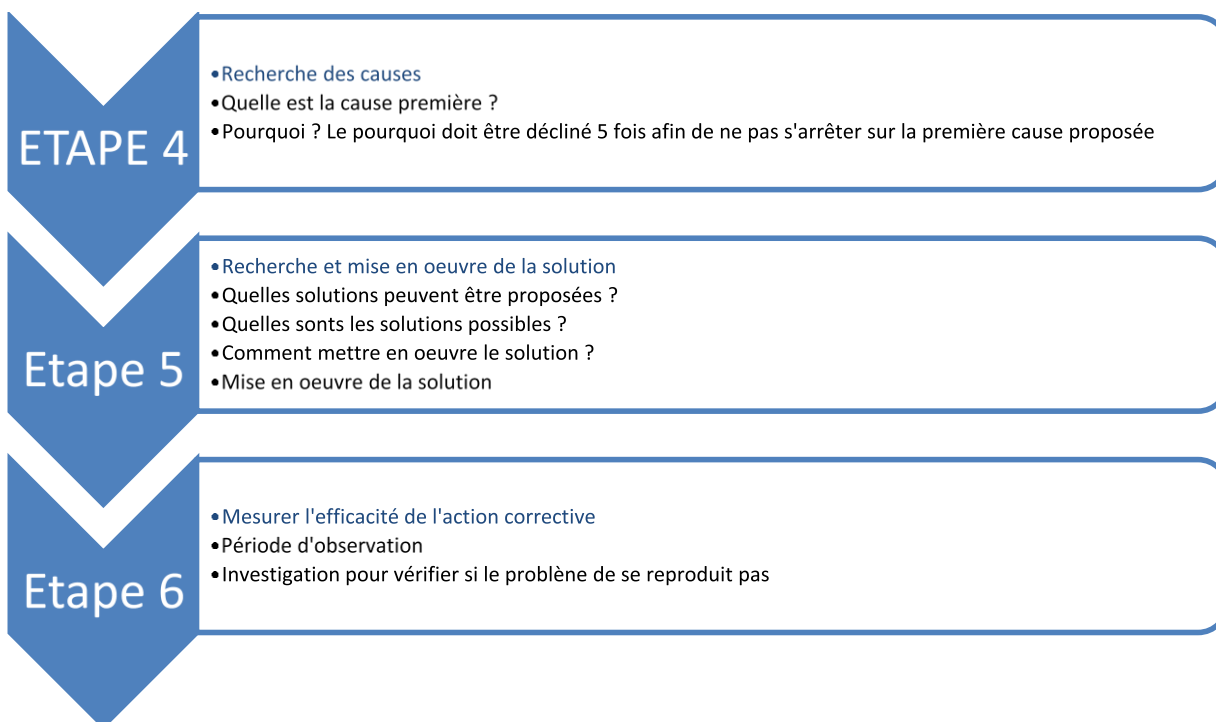 ETAPE 4
•Recherche des causes
•Quelle est la cause première ?
•Pourquoi ? Le pourquoi doit être décliné 5 fois afin de ne pas s'arrêter sur la première cause proposée
Etape 5
•Recherche et mise en oeuvre de la solution
•Quelles solutions peuvent être proposées ?
•Quelles sonts les solutions possibles ?
•Comment mettre en oeuvre le solution ?
•Mise en oeuvre de la solution
Etape 6
•Mesurer l'efficacité de l'action corrective
•Période d'observation
•Investigation pour vérifier si le problène de se reproduit pas